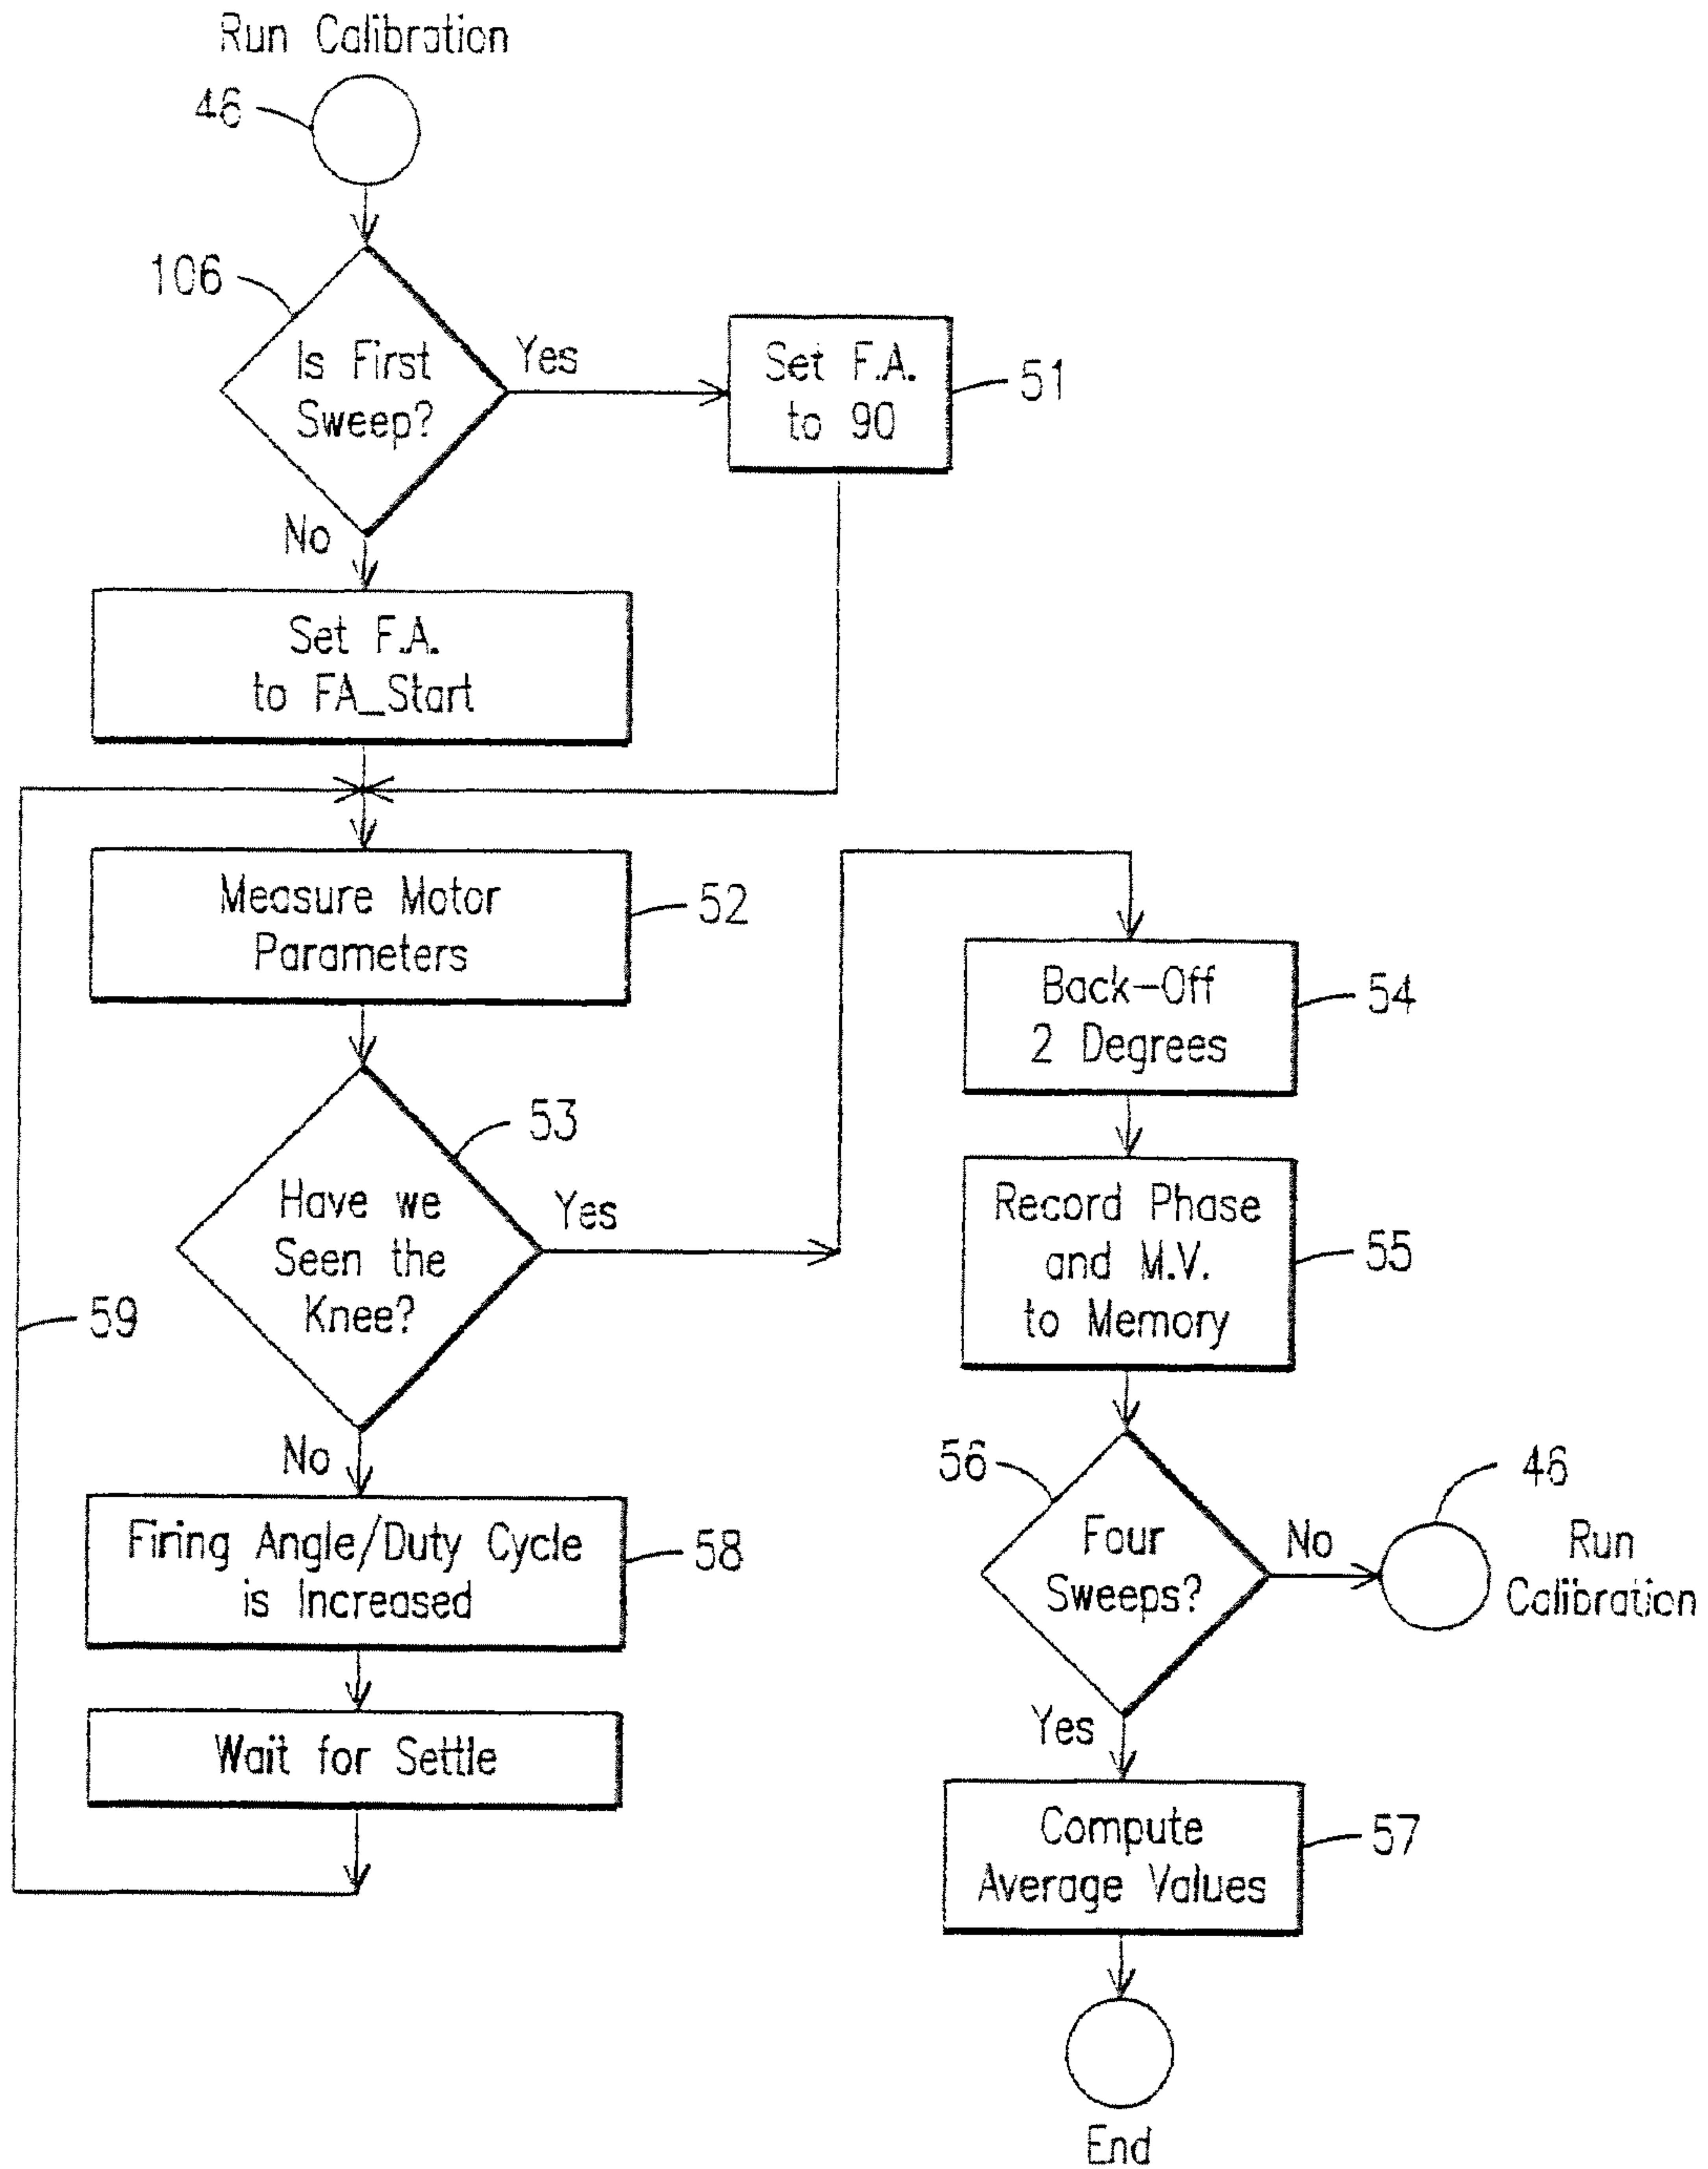 Run Calibration
46
106
Is First
Sweep?
Yes
Set F.A.
to 90
51
No
Set F.A.
to FA_Start
Measure Motor
Parameters
52
53
Have we
Seen the
Knee?
Yes
59
No
Firing Angle/Duty Cycle
is Increased
58
Wait for Settle
Back-Off
2 Degrees
54
Record Phase
and M.V.
to Memory
55
56
Four
Sweeps?
No
46
Run
Calibration
Yes
Compute
Average Values
57
End